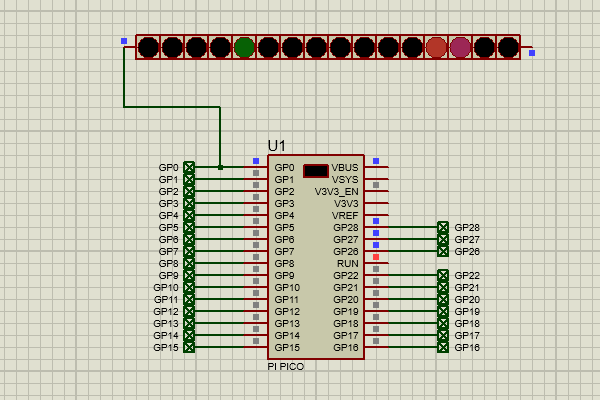 U1
GP0 GP0 VBUS
GP1 GP1 VSYS
GP2 GP2 V3V3_EN
GP3 GP3 V3V3
GP4 GP4 VREF
GP5 GP5 GP28 GP28
GP6 GP6 GP27 GP27
GP7 GP7 GP26 GP26
GP8 GP8 RUN
GP9 GP9 GP22 GP22
GP10 GP10 GP21 GP21
GP11 GP11 GP20 GP20
GP12 GP12 GP19 GP19
GP13 GP13 GP18 GP18
GP14 GP14 GP17 GP17
GP15 GP15 GP16 GP16
PI PICO